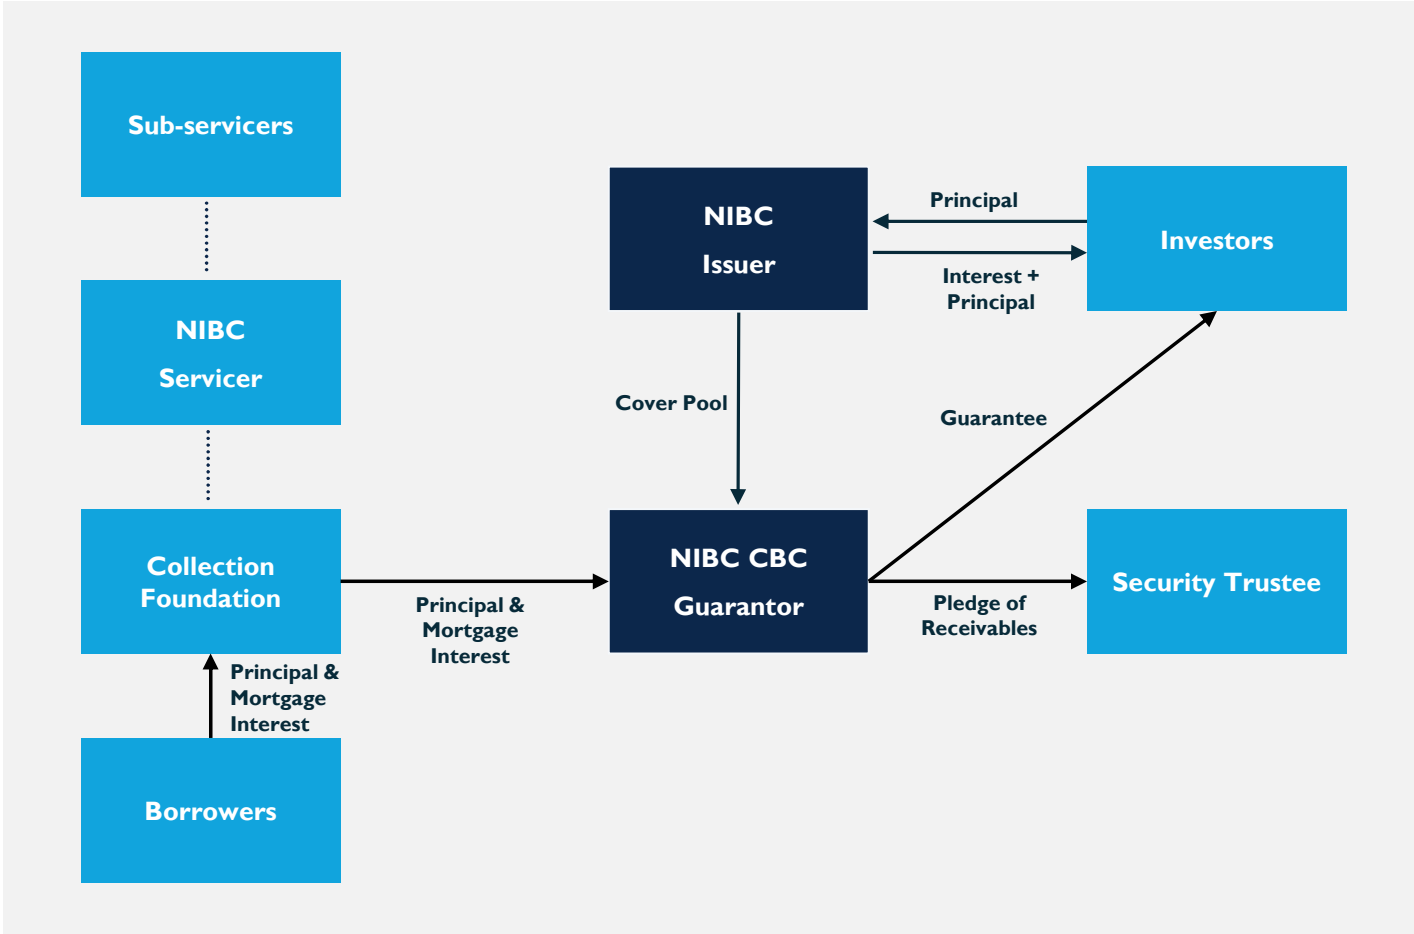 Sub-servicers
NIBC
Servicer
Collection
Foundation
Principal &
Mortgage
Interest
Borrowers
Principal &
Mortgage
Interest
NIBC
Issuer
Cover Pool
NIBC CBC
Guarantor
Principal
Interest +
Principal
Investors
Guarantee
Pledge of
Receivables
Security Trustee